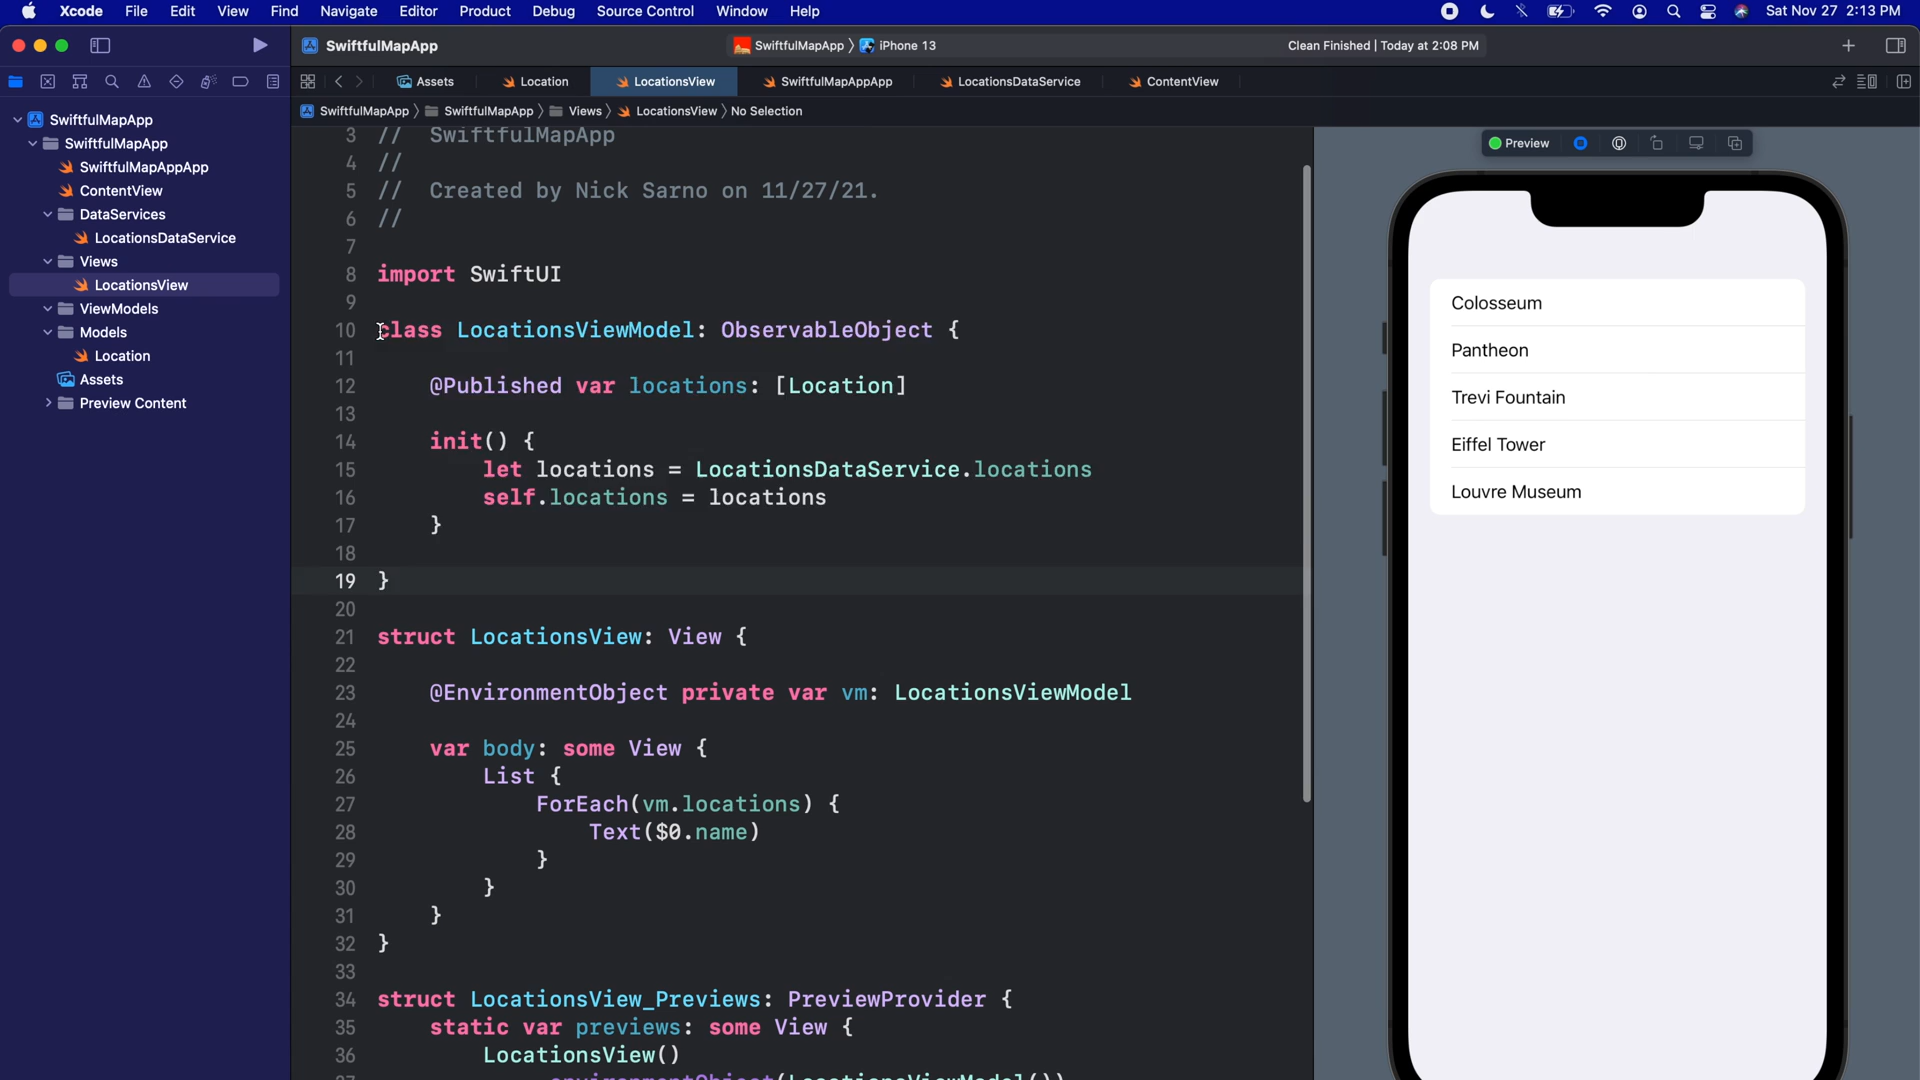 Xcode File Edit View Find Navigate Editor Product Debug Source Control Window Help Sat Nov 27 2:13 PM
SwiftfulMapApp SwiftfulMapApp iPhone 13 Clean Finished | Today at 2:08 PM
Assets Location LocationsView SwiftfulMapAppApp LocationsDataService ContentView
SwiftfulMapApp SwiftfulMapApp Views LocationsView No Selection
SwiftfulMapApp
SwiftfulMapApp
SwiftfulMapAppApp
ContentView
DataServices
LocationsDataService
Views
LocationsView
ViewModels
Models
Location
Assets
Preview Content
3 // SwiftfulMapApp
4 //
5 // Created by Nick Sarno on 11/27/21.
6 //
7
8 import SwiftUI
9
10 class LocationsViewModel: ObservableObject {
11
12 @Published var locations: [Location]
13
14 init() {
15 let locations = LocationsDataService.locations
16 self.locations = locations
17 }
18
19 }
20
21 struct LocationsView: View {
22
23 @EnvironmentObject private var vm: LocationsViewModel
24
25 var body: some View {
26 List {
27 ForEach(vm.locations) {
28 Text($0.name)
29 }
30 }
31 }
32 }
33
34 struct LocationsView_Previews: PreviewProvider {
35 static var previews: some View {
36 LocationsView()
37 .environmentObject(LocationsViewModel())
Preview
Colosseum
Pantheon
Trevi Fountain
Eiffel Tower
Louvre Museum